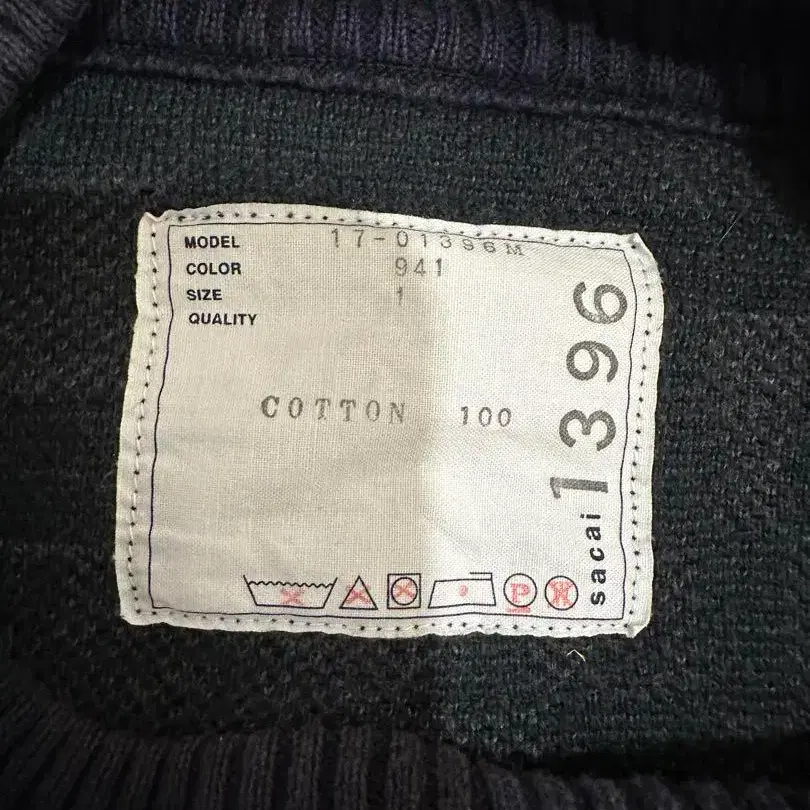 MODEL 17-01396M
COLOR 941
SIZE 1
QUALITY
COTTON 100
sacai 1396
P